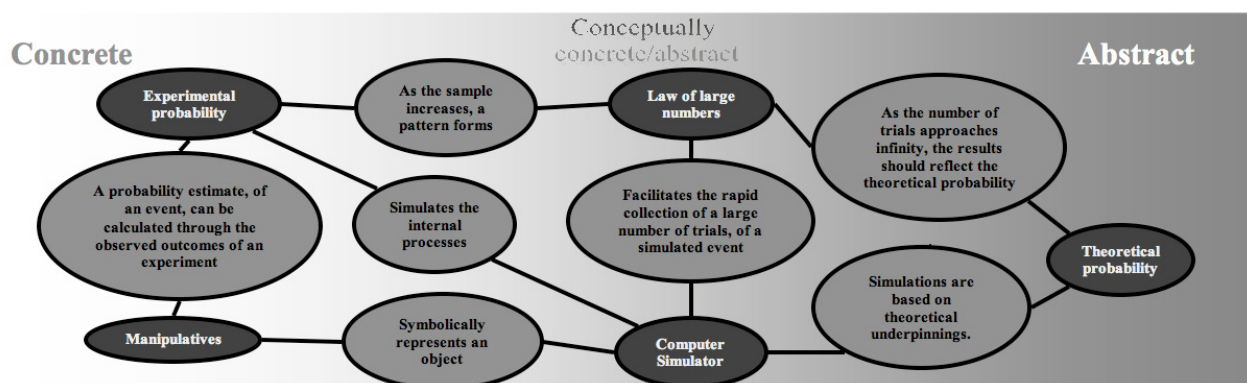 Concrete
Conceptually
concrete/abstract
Abstract
Experimental
probability
As the sample
increases, a
pattern forms
Law of large
numbers
As the number of
trials approaches
infinity, the results
should reflect the
theoretical probability
A probability estimate, of
an event, can be
calculated through the
observed outcomes of an
experiment
Simulates the
internal
processes
Facilitates the rapid
collection of a large
number of trials, of a
simulated event
Theoretical
probability
Simulations are
based on
theoretical
underpinnings.
Manipulatives
Symbolically
represents an
object
Computer
Simulator